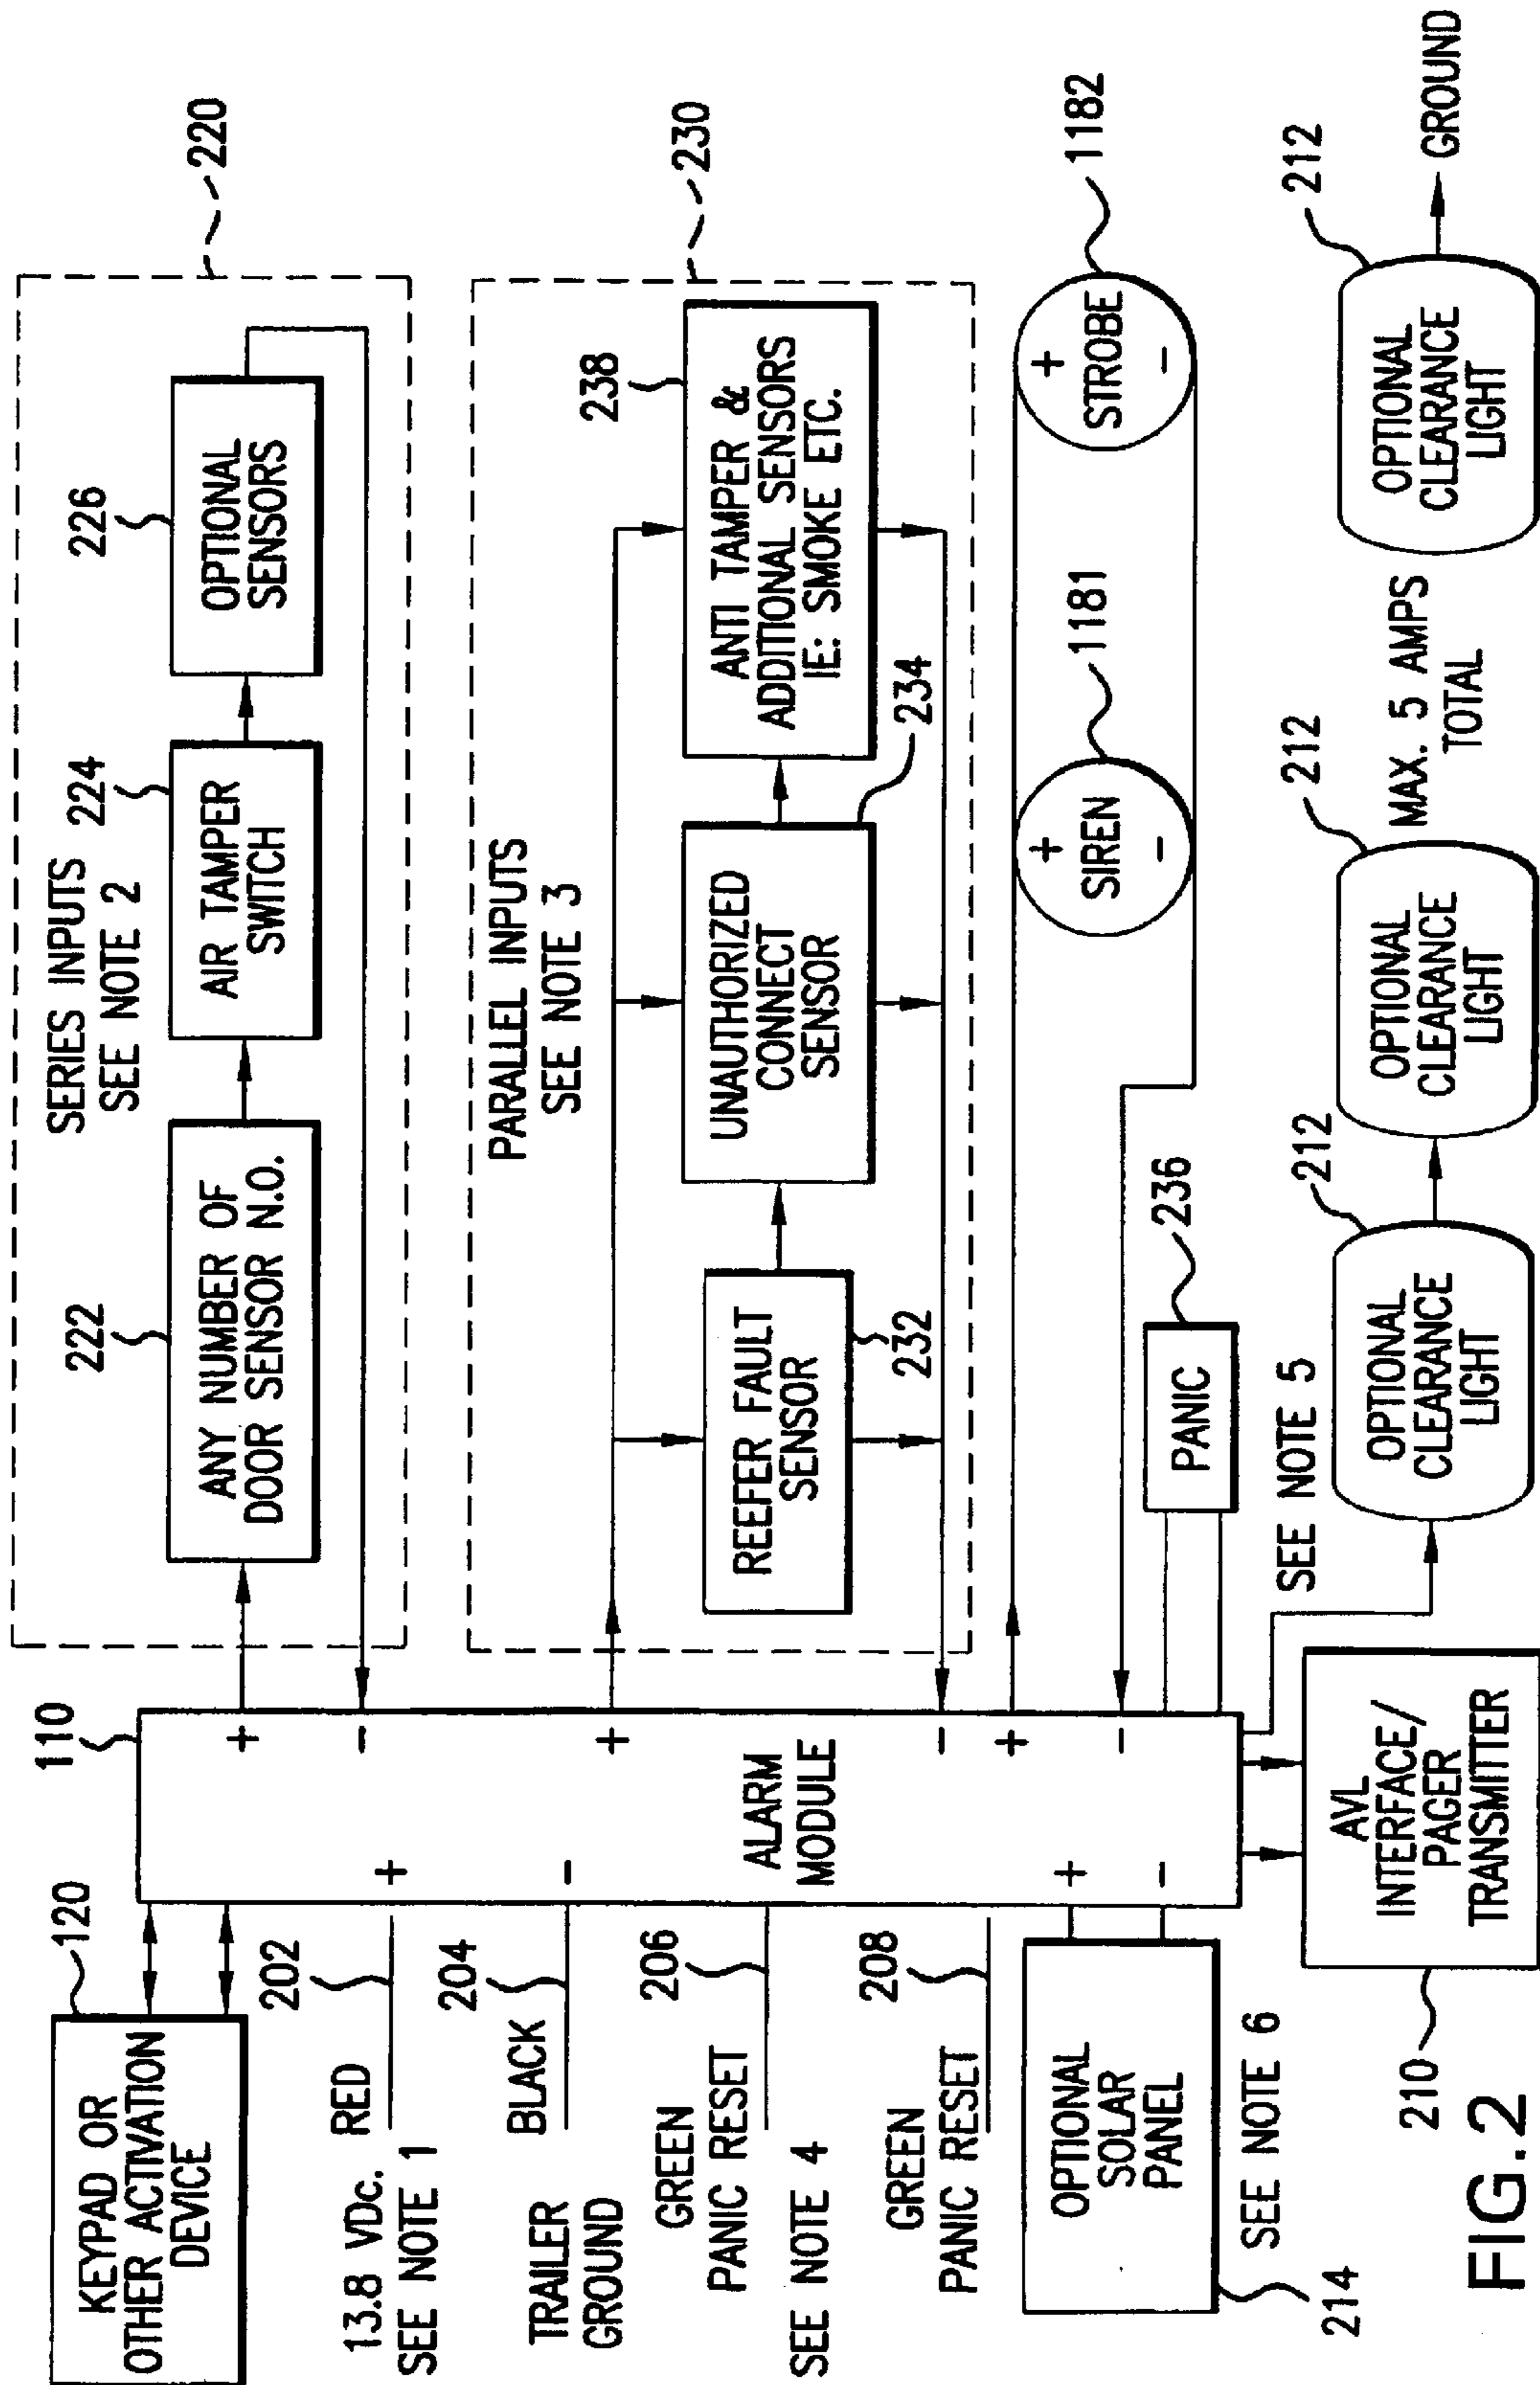 KEYPAD OR
OTHER ACTIVATION
DEVICE
120
110
13.8 VDc. RED
SEE NOTE 1
202
TRAILER BLACK
GROUND
204
GREEN
PANIC RESET
206
SEE NOTE 4
GREEN
PANIC RESET
208
OPTIONAL
SOLAR
PANEL
SEE NOTE 6
214
+
-
+
-
ALARM
MODULE
+
-
+
-
+
-
SERIES INPUTS
SEE NOTE 2
220
222
ANY NUMBER OF
DOOR SENSOR N.O.
224
AIR TAMPER
SWITCH
226
OPTIONAL
SENSORS
PARALLEL INPUTS
SEE NOTE 3
230
REEFER FAULT
SENSOR
232
UNAUTHORIZED
CONNECT
SENSOR
234
238
ANTI TAMPER &
ADDITIONAL SENSORS
IE: SMOKE ETC.
+
SIREN
-
1181
+
STROBE
-
1182
PANIC
236
AVL
INTERFACE/
PAGER
TRANSMITTER
210
SEE NOTE 5
212
OPTIONAL
CLEARANCE
LIGHT
212
OPTIONAL
CLEARANCE
LIGHT
MAX. 5 AMPS
TOTAL
212
OPTIONAL
CLEARANCE
LIGHT
GROUND
FIG.2